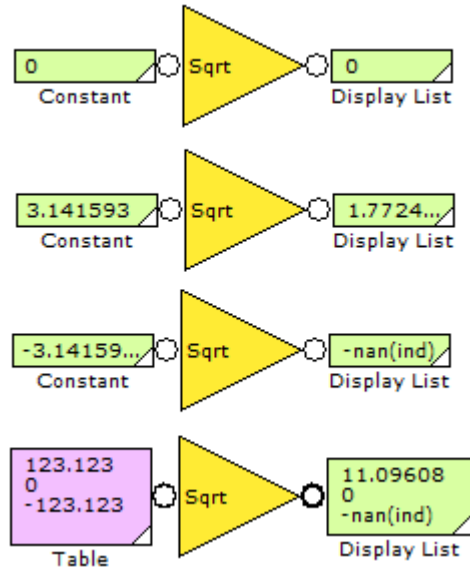 0 Sqrt 0
Constant Display List
3.141593 Sqrt 1.7724...
Constant Display List
-3.14159... Sqrt -nan(ind)
Constant Display List
123.123
0
-123.123
Sqrt
11.09608
0
-nan(ind)
Table Display List